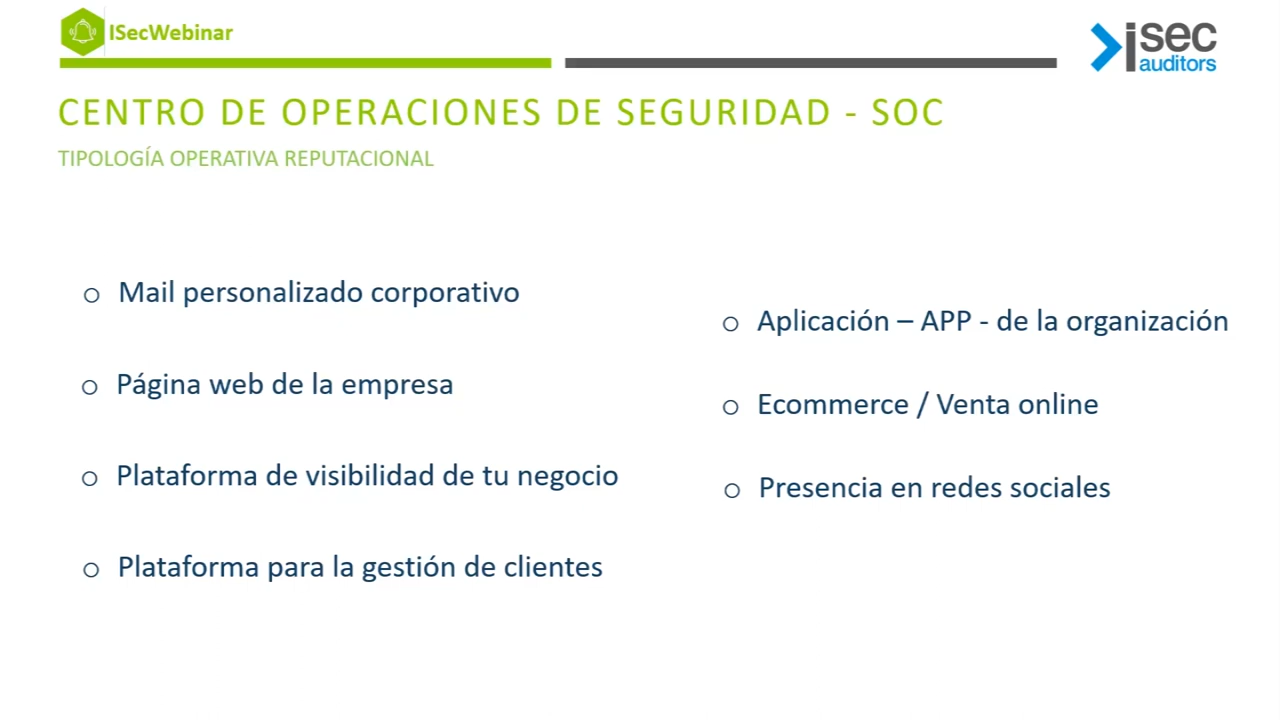 ISecWebinar
isec
auditors
CENTRO DE OPERACIONES DE SEGURIDAD - SOC
TIPOLOGÍA OPERATIVA REPUTACIONAL
o Mail personalizado corporativo
o Página web de la empresa
o Plataforma de visibilidad de tu negocio
o Plataforma para la gestión de clientes
o Aplicación – APP - de la organización
o Ecommerce / Venta online
o Presencia en redes sociales